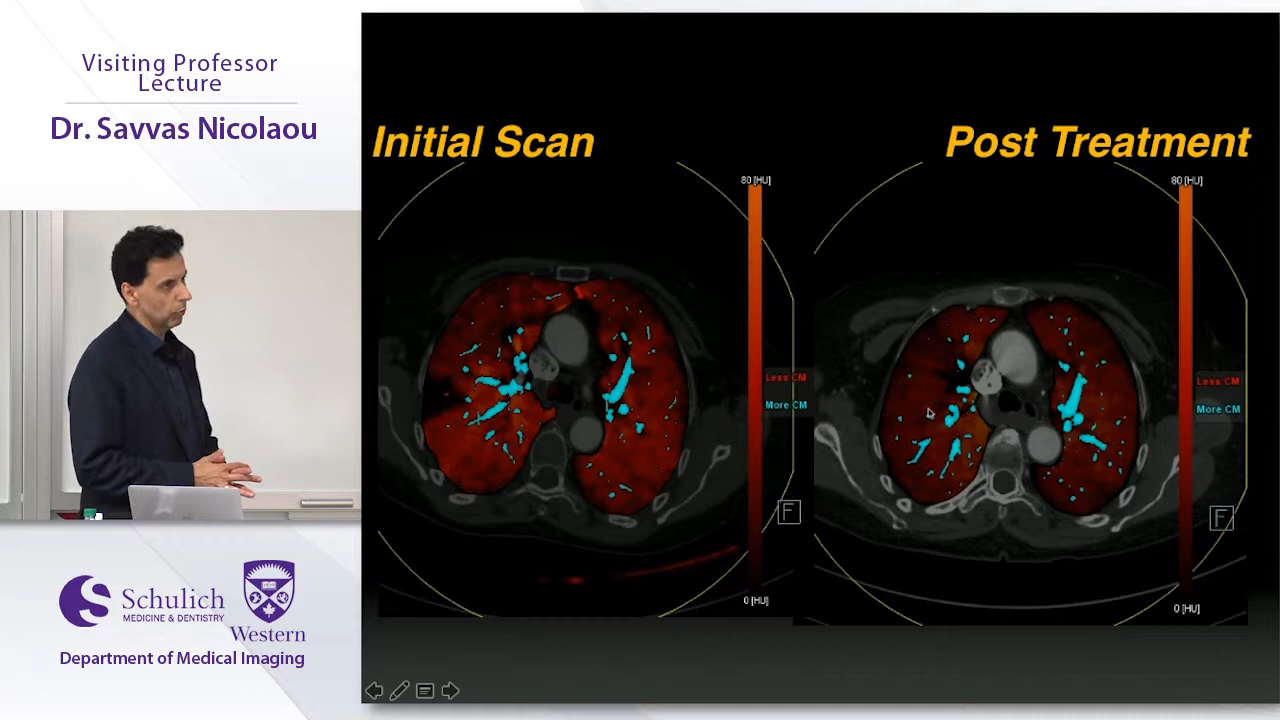 Visiting Professor
Lecture
Dr. Savvas Nicolaou
Initial Scan
Post Treatment
80 [HU]
80 [HU]
Less CM
More CM
Less CM
More CM
F
F
0 [HU]
0 [HU]
Schulich
MEDICINE & DENTISTRY
Western
Department of Medical Imaging